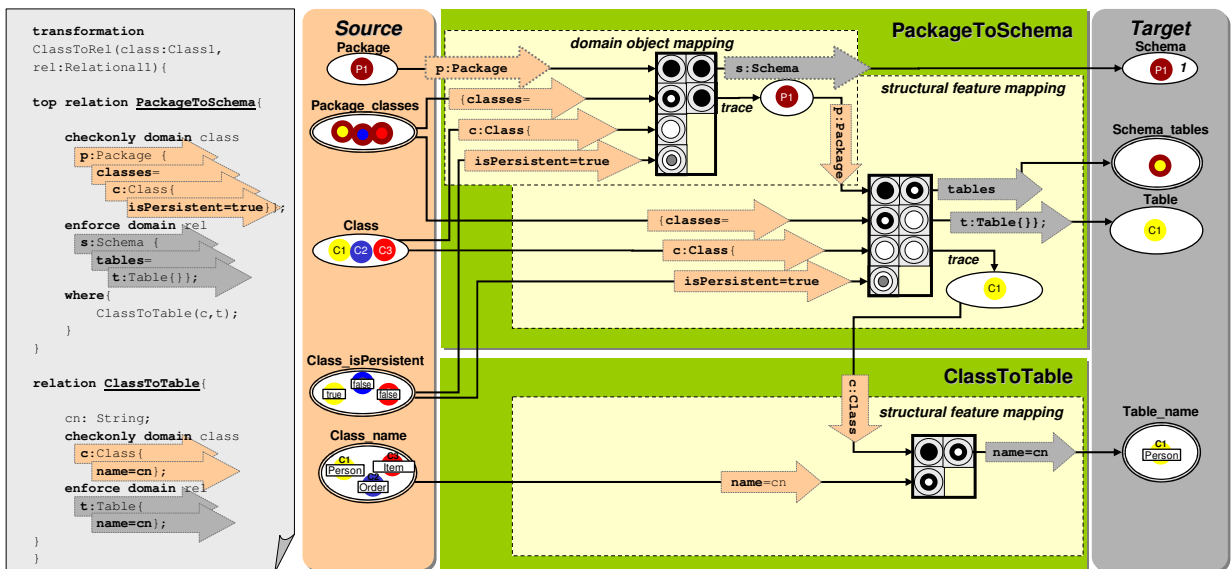 transformation
ClassToRel(class:Class1,
rel:Relational1){
top relation PackageToSchema{
checkonly domain class
p:Package {
classes=
c:Class{
isPersistent=true}};
enforce domain rel
s:Schema {
tables=
t:Table{}};
where{
ClassToTable(c,t);
}
}
relation ClassToTable{
cn: String;
checkonly domain class
c:Class{
name=cn};
enforce domain rel
t:Table{
name=cn};
}
}
Source
Package
P1
Package_classes
Class
C1 C2 C3
Class_isPersistent
true false false
Class_name
C1 Person
C3 Item
C2 Order
PackageToSchema
domain object mapping
p:Package
{classes=
c:Class{
isPersistent=true
s:Schema
trace
P1
p:Package
structural feature mapping
{classes=
c:Class{
isPersistent=true
tables
t:Table{}};
trace
C1
ClassToTable
structural feature mapping
c:Class
name=cn
name=cn
Target
Schema
P1 1
Schema_tables
Table
C1
Table_name
C1
Person